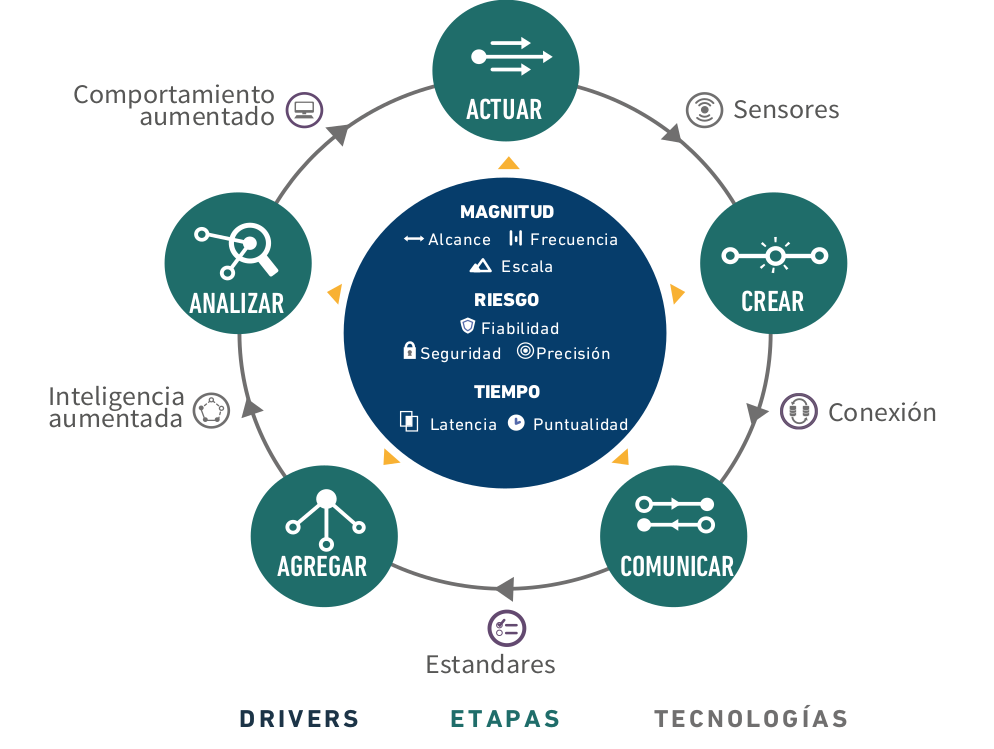 ACTUAR
Comportamiento
aumentado
Sensores
MAGNITUD
Alcance Frecuencia
Escala
RIESGO
Fiabilidad
Seguridad Precisión
TIEMPO
Latencia Puntualidad
ANALIZAR
CREAR
Inteligencia
aumentada
Conexión
AGREGAR
COMUNICAR
Estandares
DRIVERS ETAPAS TECNOLOGÍAS